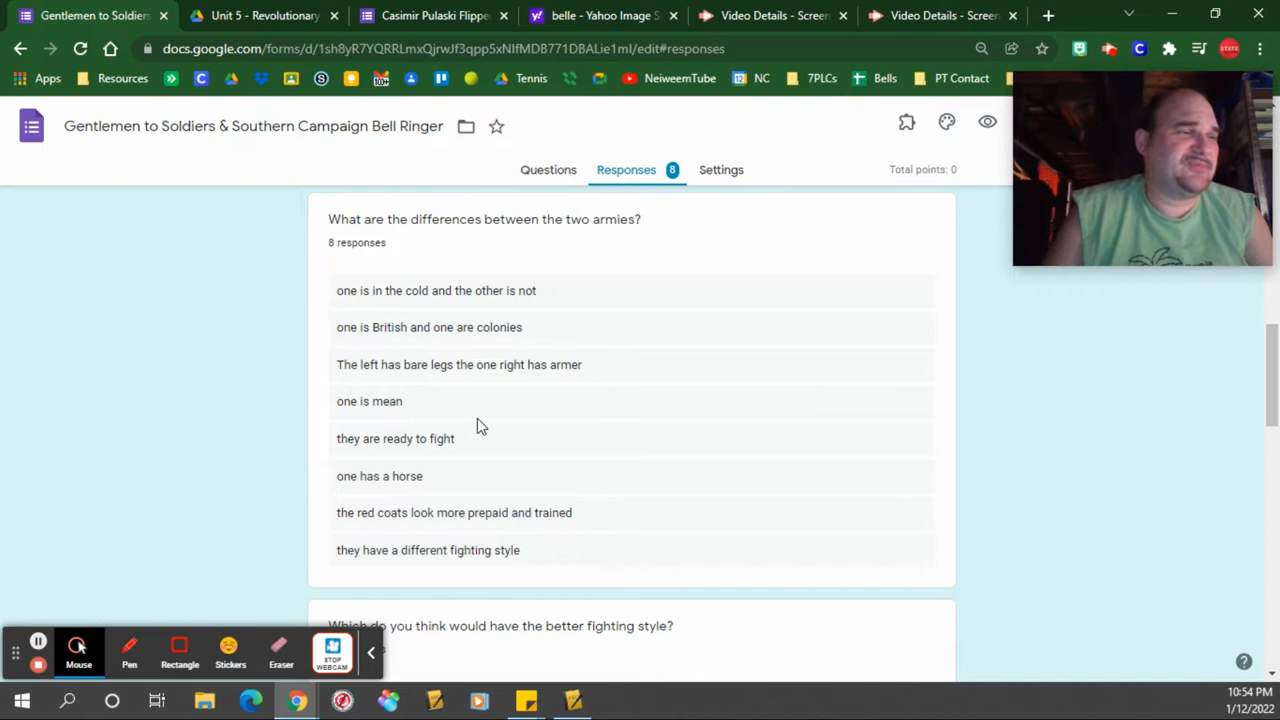 Gentlemen to Soldiers
Unit 5 - Revolutionary
Casimir Pulaski Flippe
belle - Yahoo Image S
Video Details - Screen
Video Details - Screen
docs.google.com/forms/d/1sh8yR7YQRRLmxQjrwJf3qpp5xNlfMDB771DBALie1mI/edit#responses
Apps
Resources
Tennis
NeiweemTube
NC
7PLCs
Bells
PT Contact
Gentlemen to Soldiers & Southern Campaign Bell Ringer
Questions
Responses
8
Settings
Total points: 0
What are the differences between the two armies?
8 responses
one is in the cold and the other is not
one is British and one are colonies
The left has bare legs the one right has armer
one is mean
they are ready to fight
one has a horse
the red coats look more prepaid and trained
they have a different fighting style
Which do you think would have the better fighting style?
Mouse
Pen
Rectangle
Stickers
Eraser
STOP
WEBCAM
10:54 PM
1/12/2022